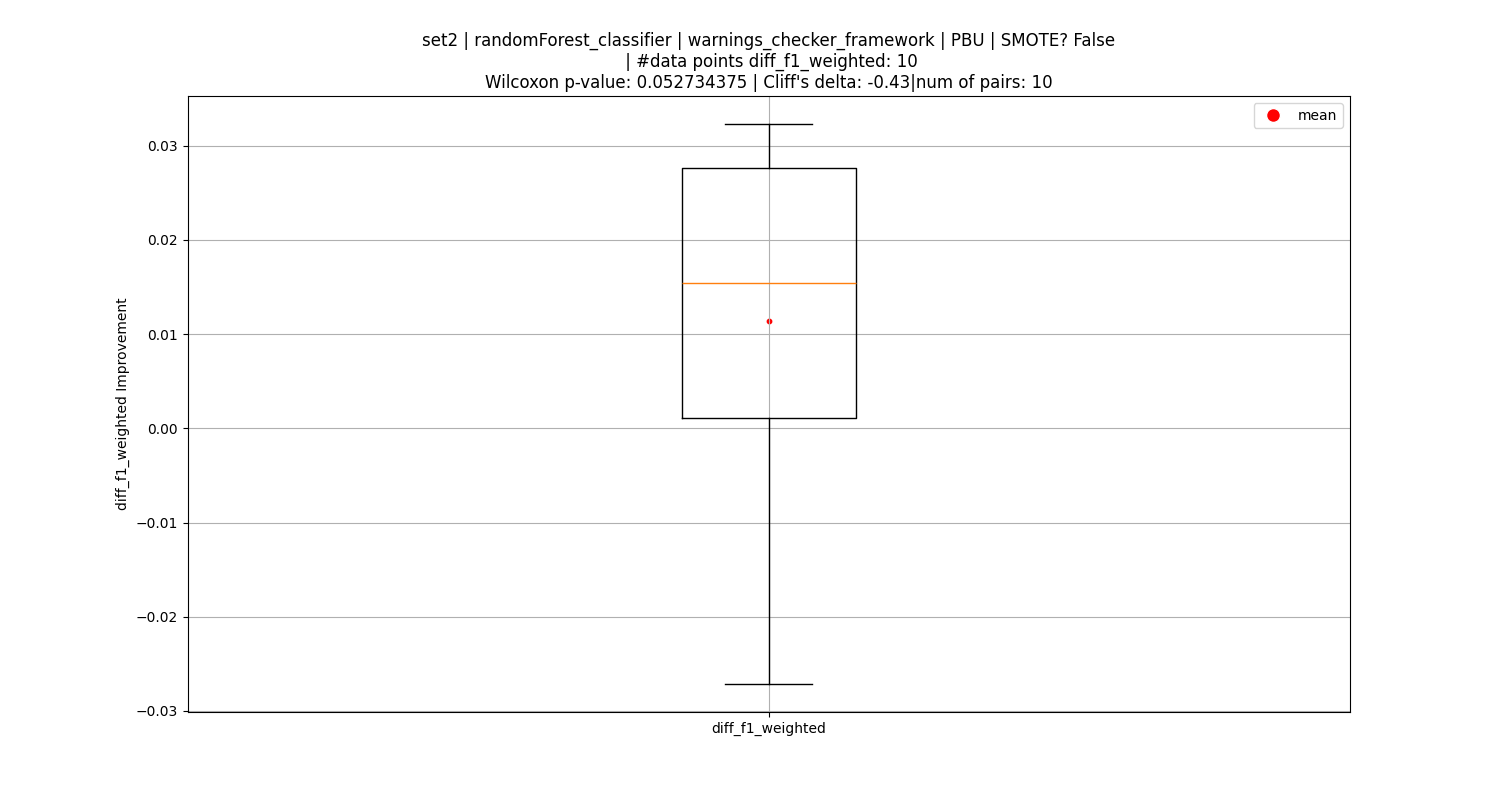 set2 | randomForest_classifier | warnings_checker_framework | PBU | SMOTE? False
| #data points diff_f1_weighted: 10
Wilcoxon p-value: 0.052734375 | Cliff's delta: -0.43|num of pairs: 10
mean
0.03
0.02
0.01
0.00
−0.01
−0.02
−0.03
diff_f1_weighted Improvement
diff_f1_weighted